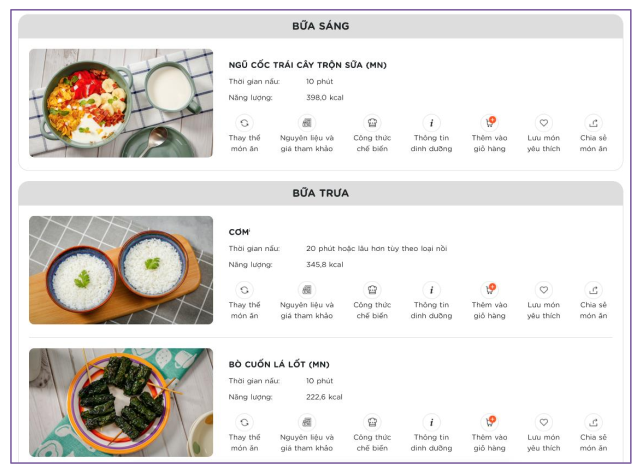 BỮA SÁNG
NGŨ CỐC TRÁI CÂY TRỘN SỮA (MN)
Thời gian nấu: 10 phút
Năng lượng: 398,0 kcal
Thay thế món ăn
Nguyên liệu và giá tham khảo
Công thức chế biến
Thông tin dinh dưỡng
Thêm vào giỏ hàng
Lưu món yêu thích
Chia sẻ món ăn
BỮA TRƯA
CƠM
Thời gian nấu: 20 phút hoặc lâu hơn tùy theo loại nồi
Năng lượng: 345,8 kcal
Thay thế món ăn
Nguyên liệu và giá tham khảo
Công thức chế biến
Thông tin dinh dưỡng
Thêm vào giỏ hàng
Lưu món yêu thích
Chia sẻ món ăn
BÒ CUỐN LÁ LỐT (MN)
Thời gian nấu: 10 phút
Năng lượng: 222,6 kcal
Thay thế món ăn
Nguyên liệu và giá tham khảo
Công thức chế biến
Thông tin dinh dưỡng
Thêm vào giỏ hàng
Lưu món yêu thích
Chia sẻ món ăn